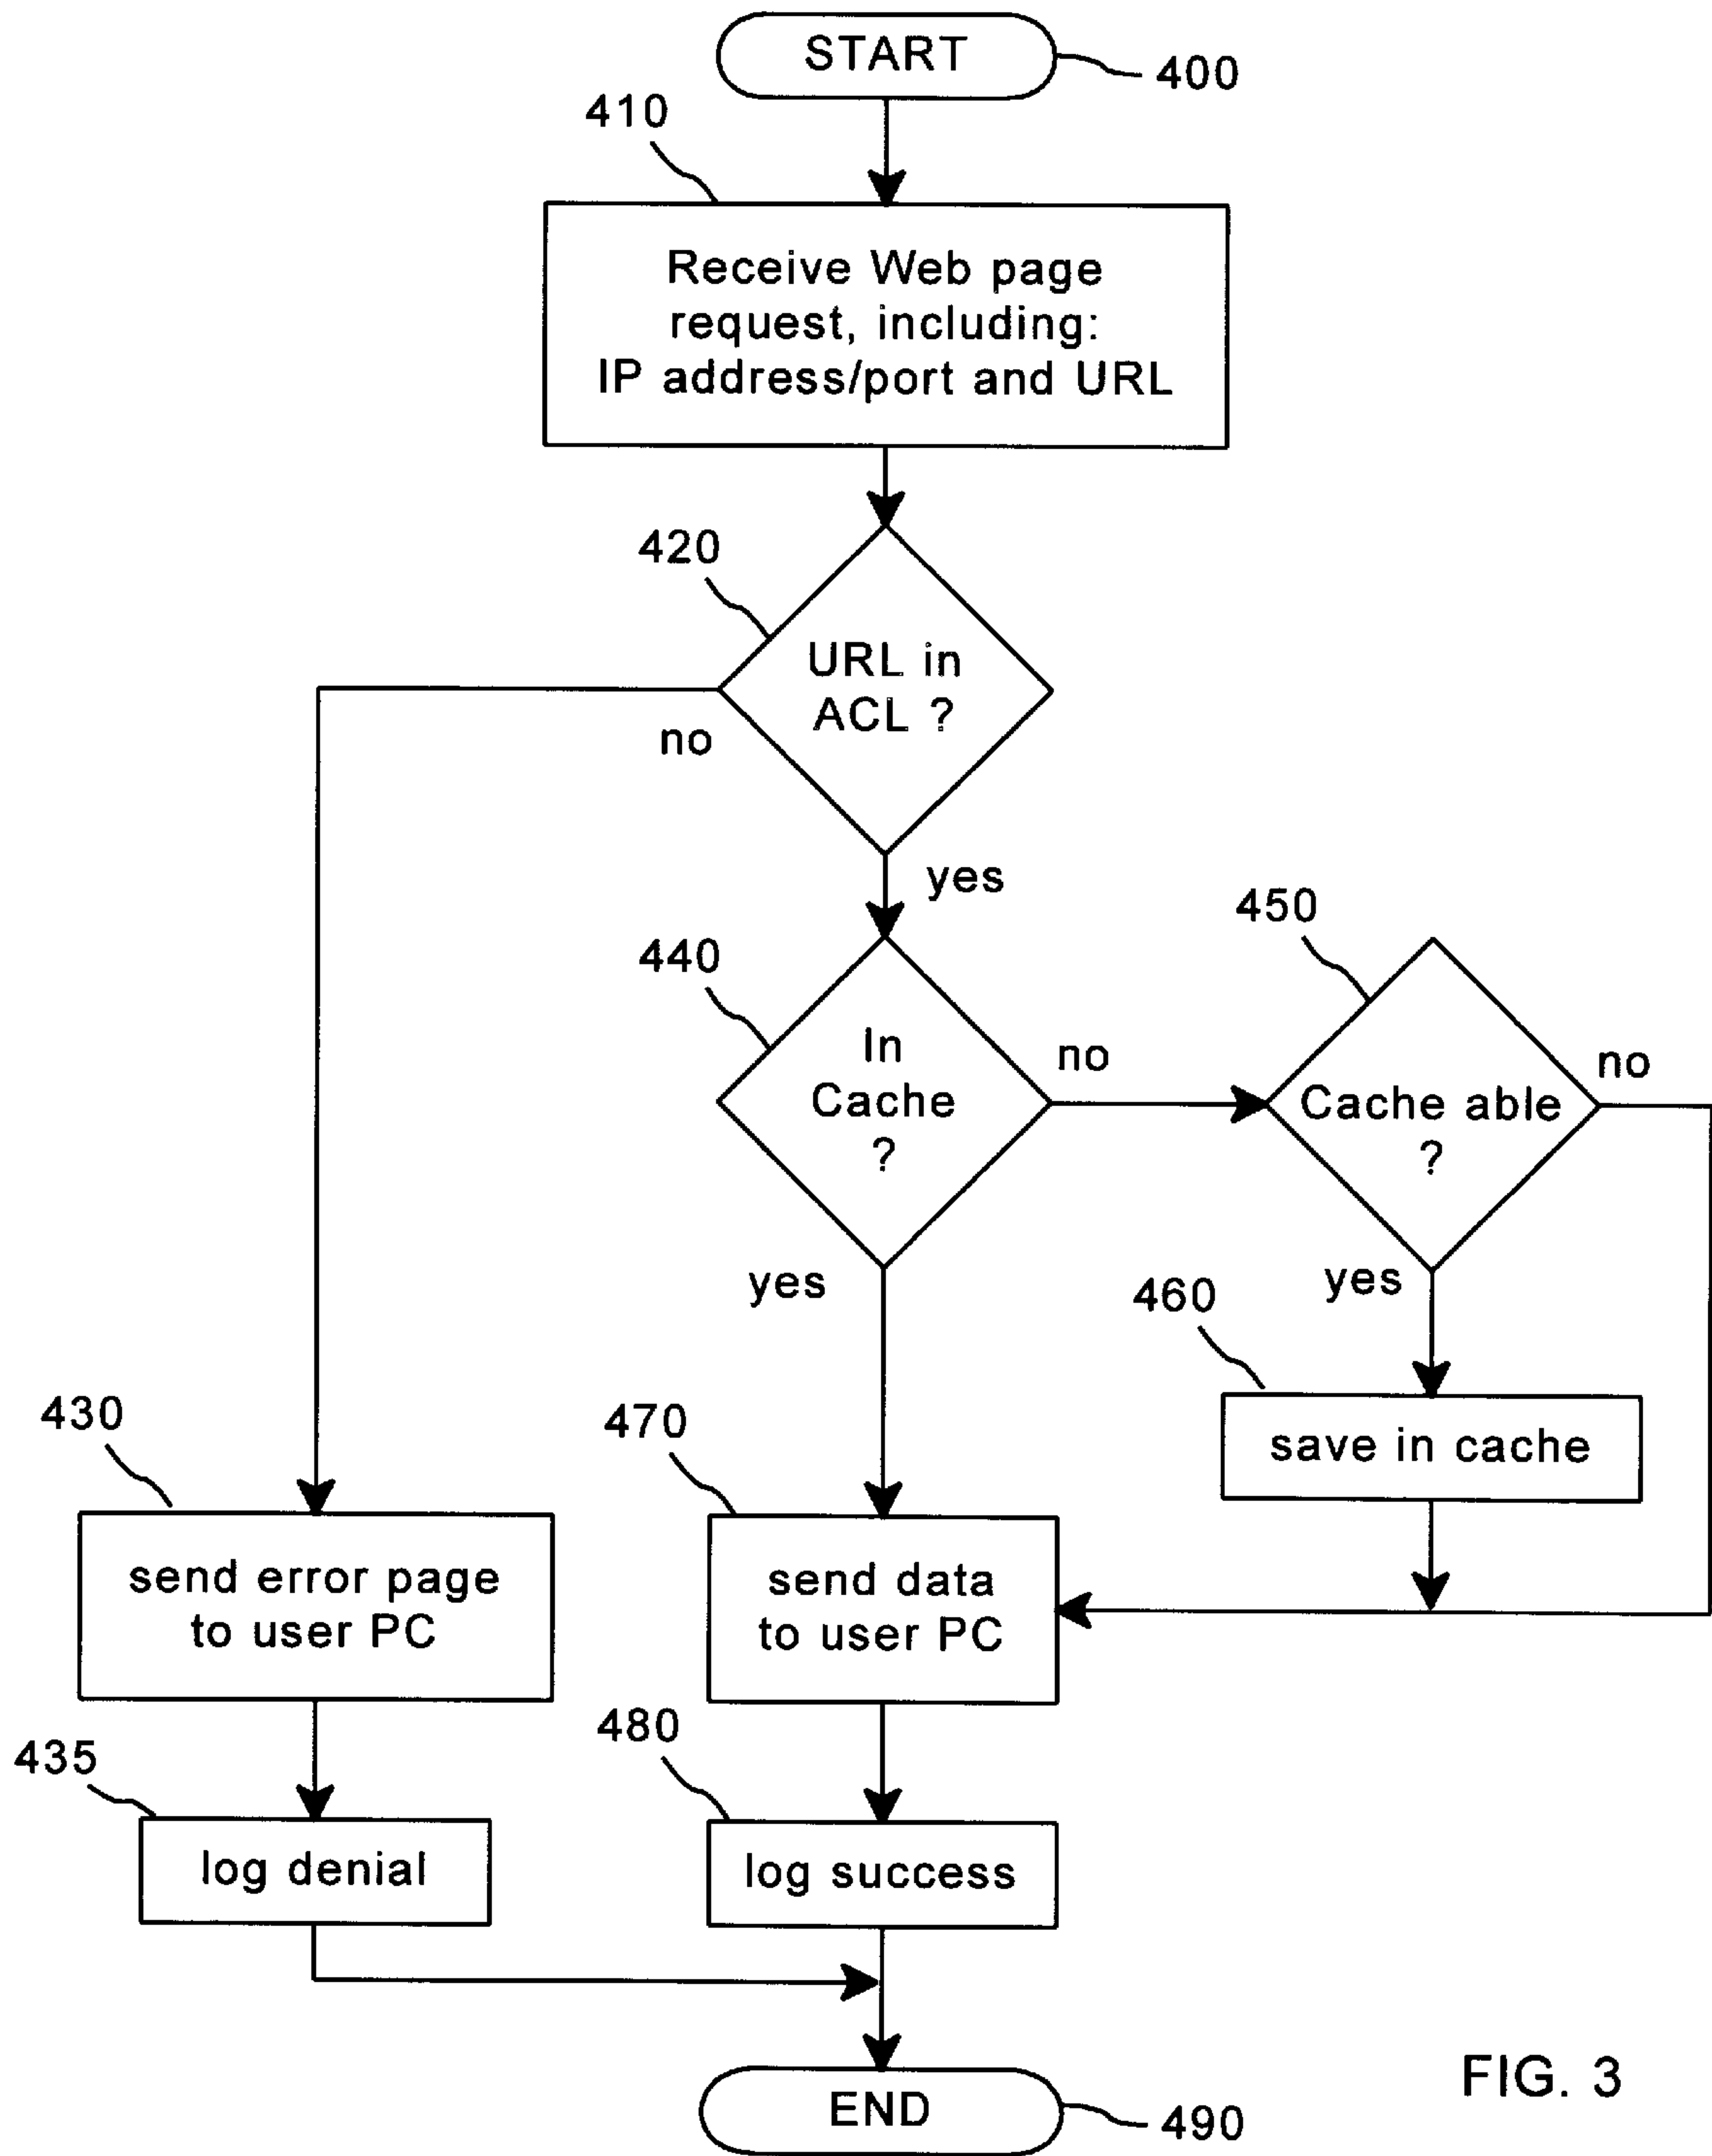 START
400
410
Receive Web page
request, including:
IP address/port and URL
420
URL in
ACL ?
no
yes
440
In
Cache
?
no
450
Cache able
?
no
yes
yes
460
save in cache
430
send error page
to user PC
470
send data
to user PC
435
log denial
480
log success
END
490
FIG. 3